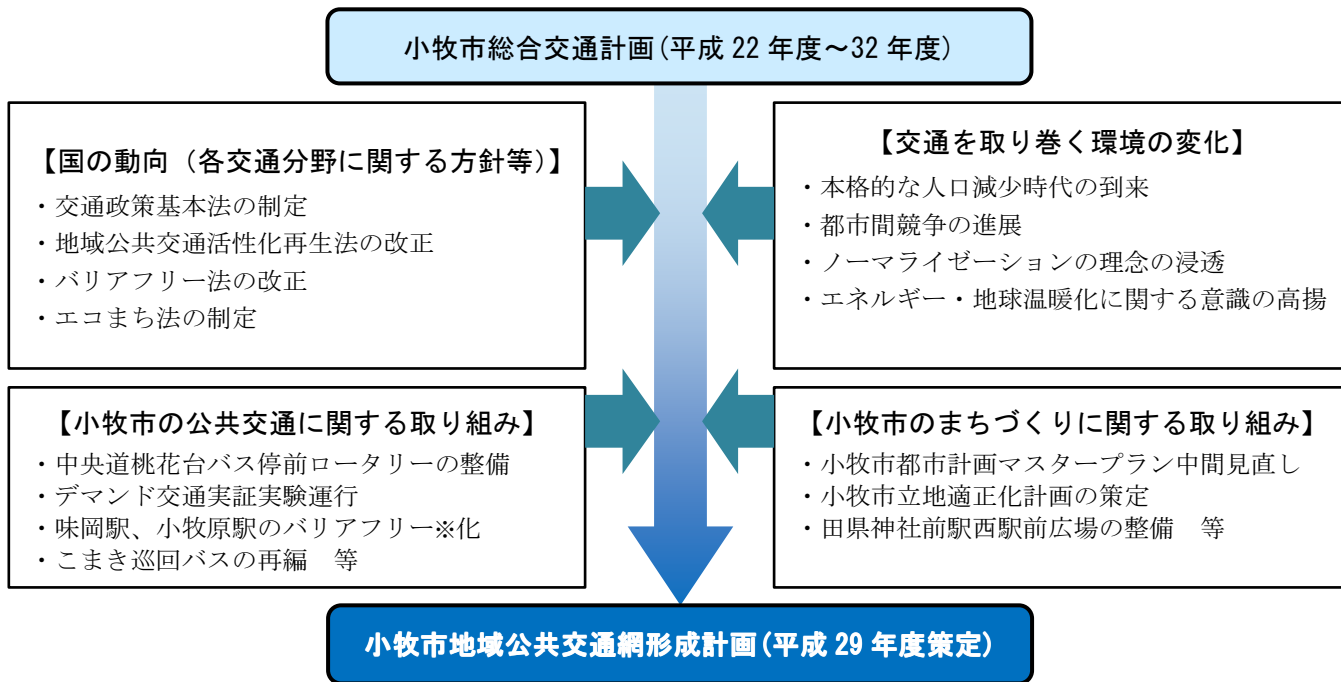 小牧市総合交通計画(平成 22 年度～32 年度)
【国の動向（各交通分野に関する方針等）】
・交通政策基本法の制定
・地域公共交通活性化再生法の改正
・バリアフリー法の改正
・エコまち法の制定
【交通を取り巻く環境の変化】
・本格的な人口減少時代の到来
・都市間競争の進展
・ノーマライゼーションの理念の浸透
・エネルギー・地球温暖化に関する意識の高揚
【小牧市の公共交通に関する取り組み】
・中央道桃花台バス停前ロータリーの整備
・デマンド交通実証実験運行
・味岡駅、小牧原駅のバリアフリー※化
・こまき巡回バスの再編　等
【小牧市のまちづくりに関する取り組み】
・小牧市都市計画マスタープラン中間見直し
・小牧市立地適正化計画の策定
・田県神社前駅西駅前広場の整備　等
小牧市地域公共交通網形成計画(平成 29 年度策定)